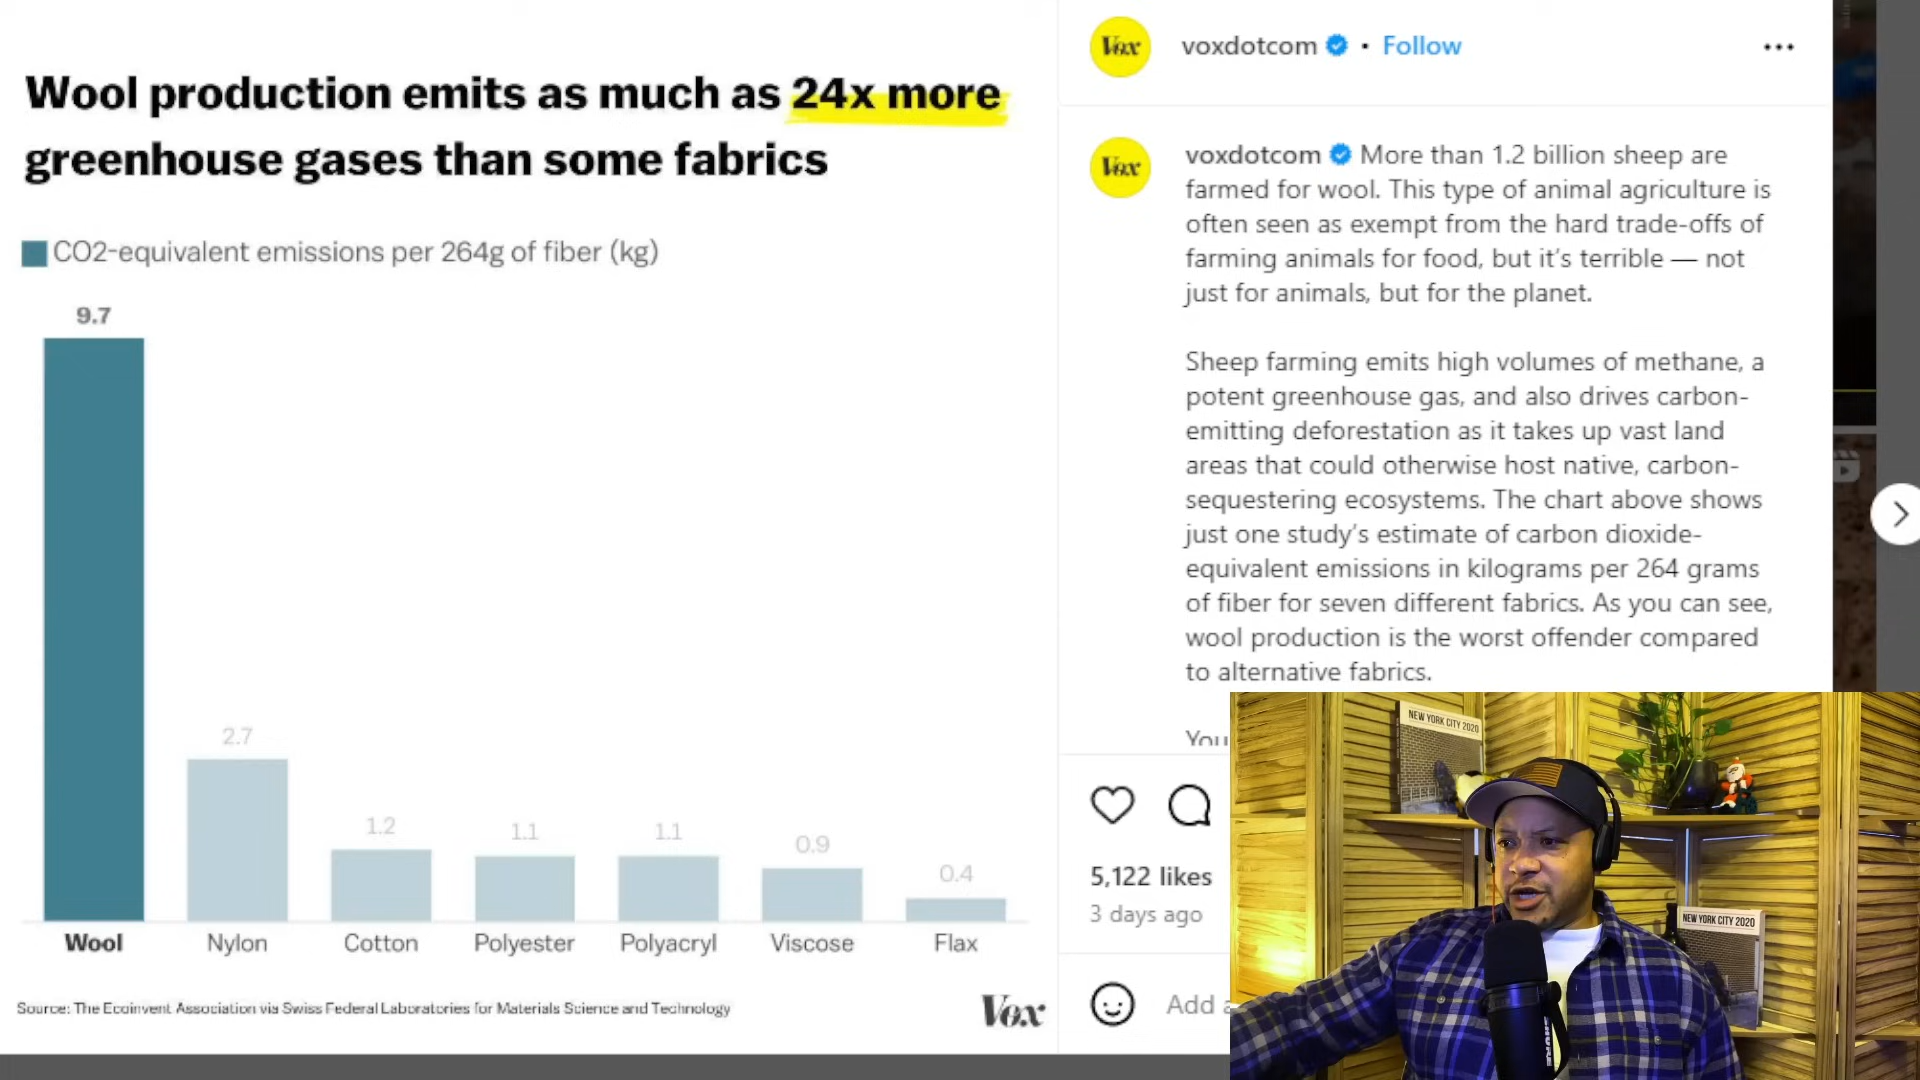 Wool production emits as much as 24x more
greenhouse gases than some fabrics
CO2-equivalent emissions per 264g of fiber (kg)
9.7
2.7
1.2
1.1
1.1
0.9
0.4
Wool
Nylon
Cotton
Polyester
Polyacryl
Viscose
Flax
Source: The Ecoinvent Association via Swiss Federal Laboratories for Materials Science and Technology
Vox
Vox
voxdotcom • Follow
Vox
voxdotcom More than 1.2 billion sheep are
farmed for wool. This type of animal agriculture is
often seen as exempt from the hard trade-offs of
farming animals for food, but it’s terrible — not
just for animals, but for the planet.
Sheep farming emits high volumes of methane, a
potent greenhouse gas, and also drives carbon-
emitting deforestation as it takes up vast land
areas that could otherwise host native, carbon-
sequestering ecosystems. The chart above shows
just one study’s estimate of carbon dioxide-
equivalent emissions in kilograms per 264 grams
of fiber for seven different fabrics. As you can see,
wool production is the worst offender compared
to alternative fabrics.
You
5,122 likes
3 days ago
Add
NEW YORK CITY 2020
NEW YORK CITY 2020